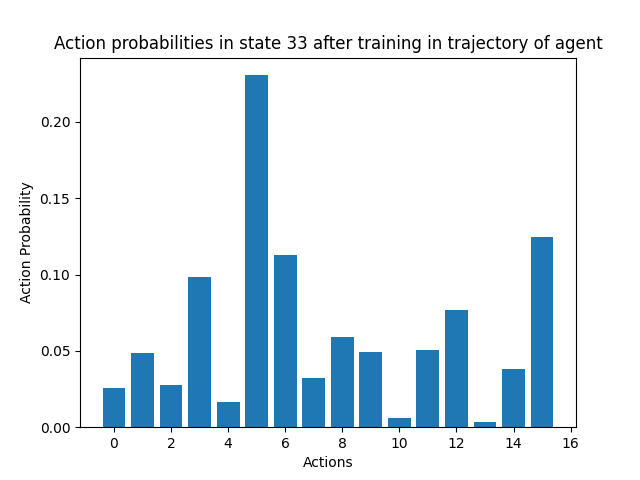 Action probabilities in state 33 after training in trajectory of agent
0.20
0.15
0.10
0.05
0.00
Action Probability
0 2 4 6 8 10 12 14 16
Actions